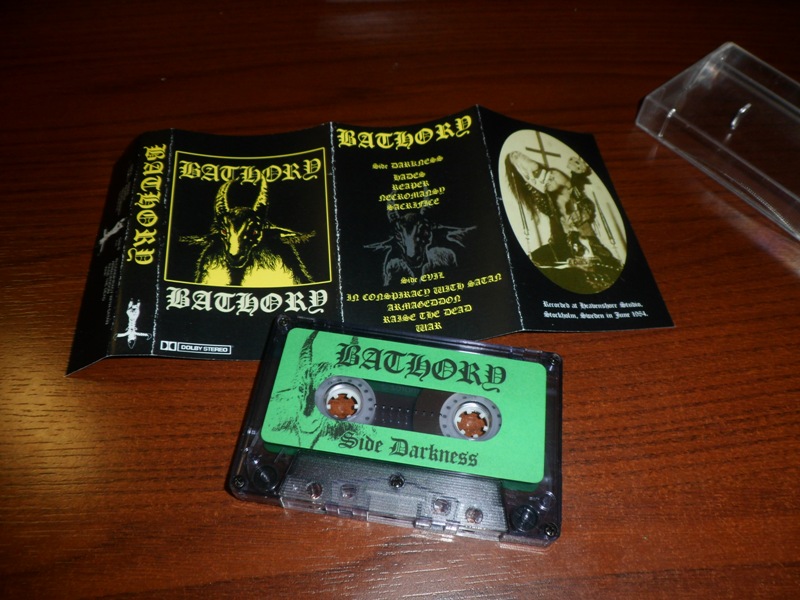 BATHORY
BATHORY
BATHORY
DOLBY STEREO
BATHORY
Side DARKNESS
HADES
REAPER
NECROMANSY
SACRIFICE
Side EVIL
IN CONSPIRACY WITH SATAN
ARMAGEDDON
RAISE THE DEAD
WAR
Recorded at Heavenshore Studio,
Stockholm, Sweden in June 1984.
BATHORY
Side Darkness